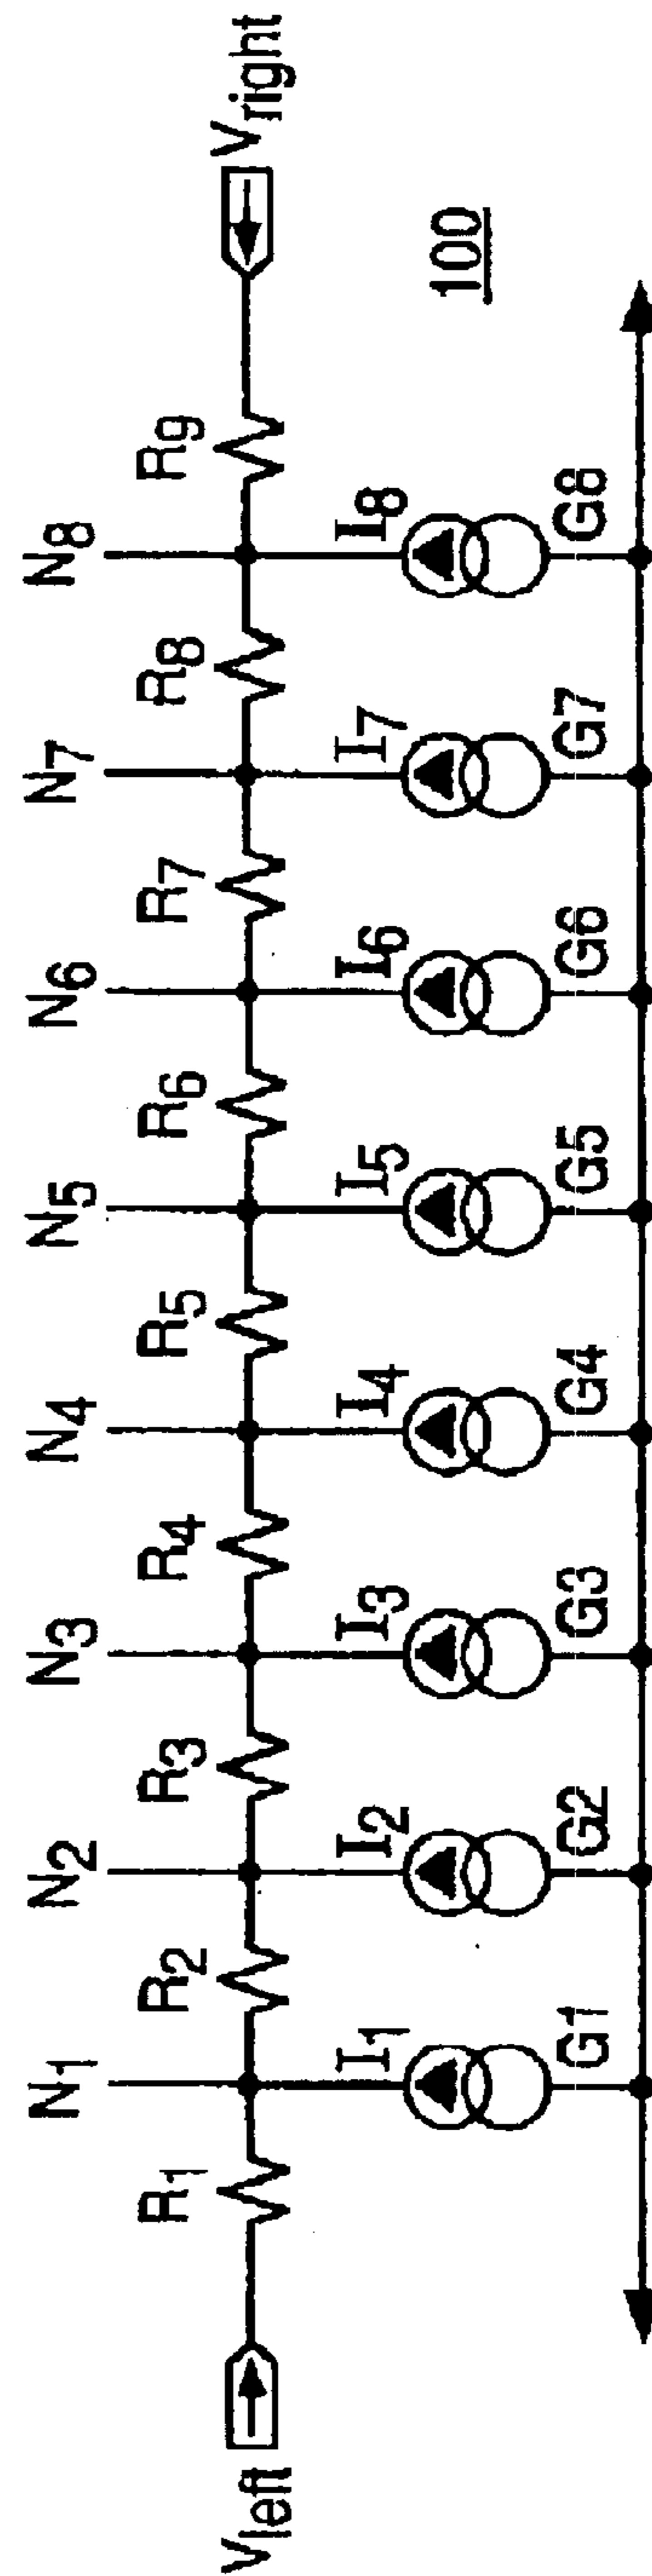 N1 N2 N3 N4 N5 N6 N7 N8
Vleft R1 R2 R3 R4 R5 R6 R7 R8 R9 Vright
I1 I2 I3 I4 I5 I6 I7 I8
100
G1 G2 G3 G4 G5 G6 G7 G8